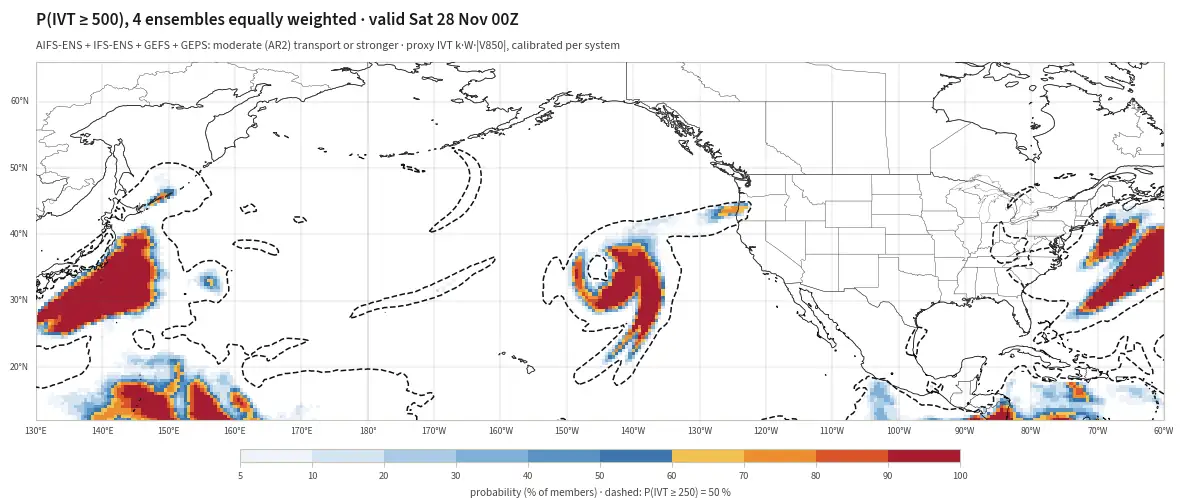 P(IVT ≥ 500), 4 ensembles equally weighted · valid Sat 28 Nov 00Z
AIFS-ENS + IFS-ENS + GEFS + GEPS: moderate (AR2) transport or stronger · proxy IVT k·W·|V850|, calibrated per system
60°N
50°N
40°N
30°N
20°N
130°E 140°E 150°E 160°E 170°E 180° 170°W 160°W 150°W 140°W 130°W 120°W 110°W 100°W 90°W 80°W 70°W 60°W
5 10 20 30 40 50 60 70 80 90 100
probability (% of members) · dashed: P(IVT ≥ 250) = 50 %